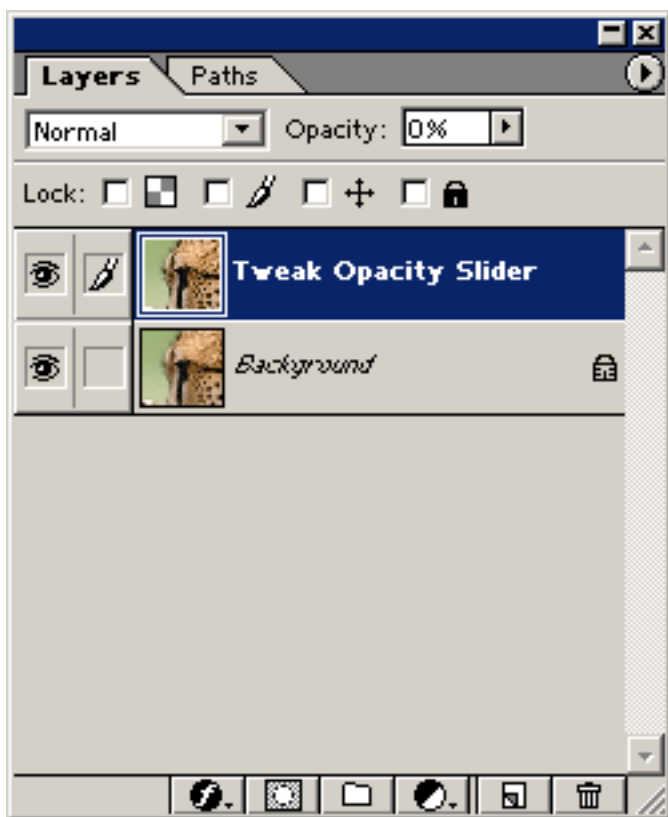 Layers Paths
Normal Opacity: 0%
Lock:
Tweak Opacity Slider
Background